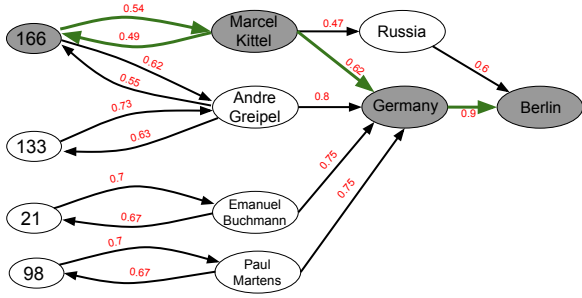 0.54
166
0.49
Marcel
Kittel
0.47
Russia
0.62
0.62
0.6
0.55
Andre
Greipel
0.8
Germany
0.9
Berlin
0.73
133
0.63
0.75
0.75
0.7
21
0.67
Emanuel
Buchmann
0.7
98
0.67
Paul
Martens